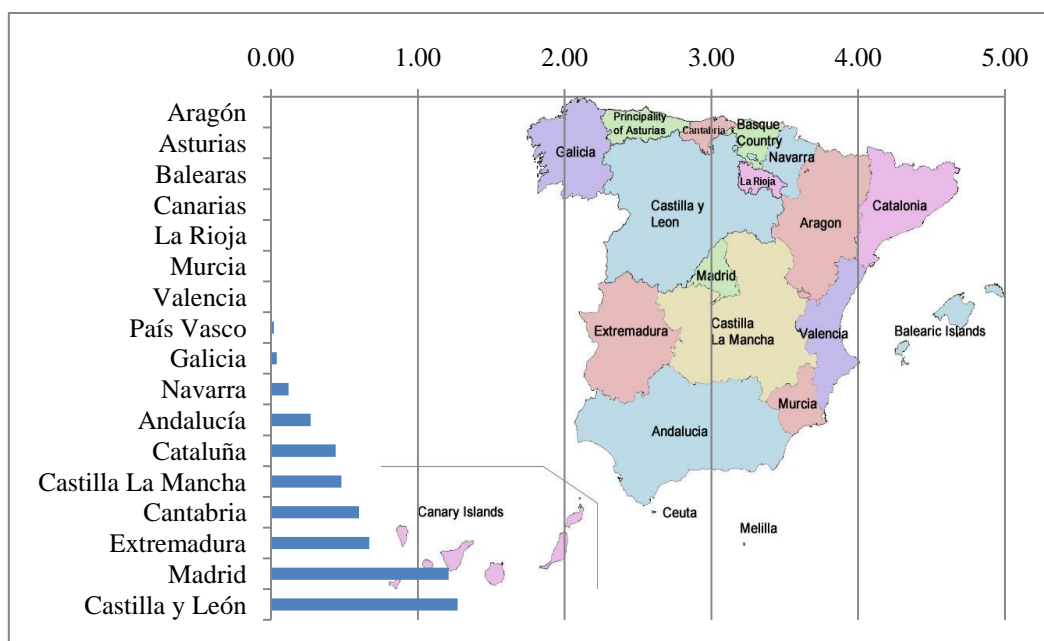 0.00 1.00 2.00 3.00 4.00 5.00
Aragón
Asturias
Balearas
Canarias
La Rioja
Murcia
Valencia
País Vasco
Galicia
Navarra
Andalucía
Cataluña
Castilla La Mancha
Cantabria
Extremadura
Madrid
Castilla y León
Principality
of Asturias
Cantabria
Basque
Country
Galicia
Navarra
La Rioja
Castilla y
Leon
Aragon
Catalonia
Madrid
Extremadura
Castilla
La Mancha
Valencia
Balearic Islands
Murcia
Andalucia
Canary Islands
Ceuta
Melilla